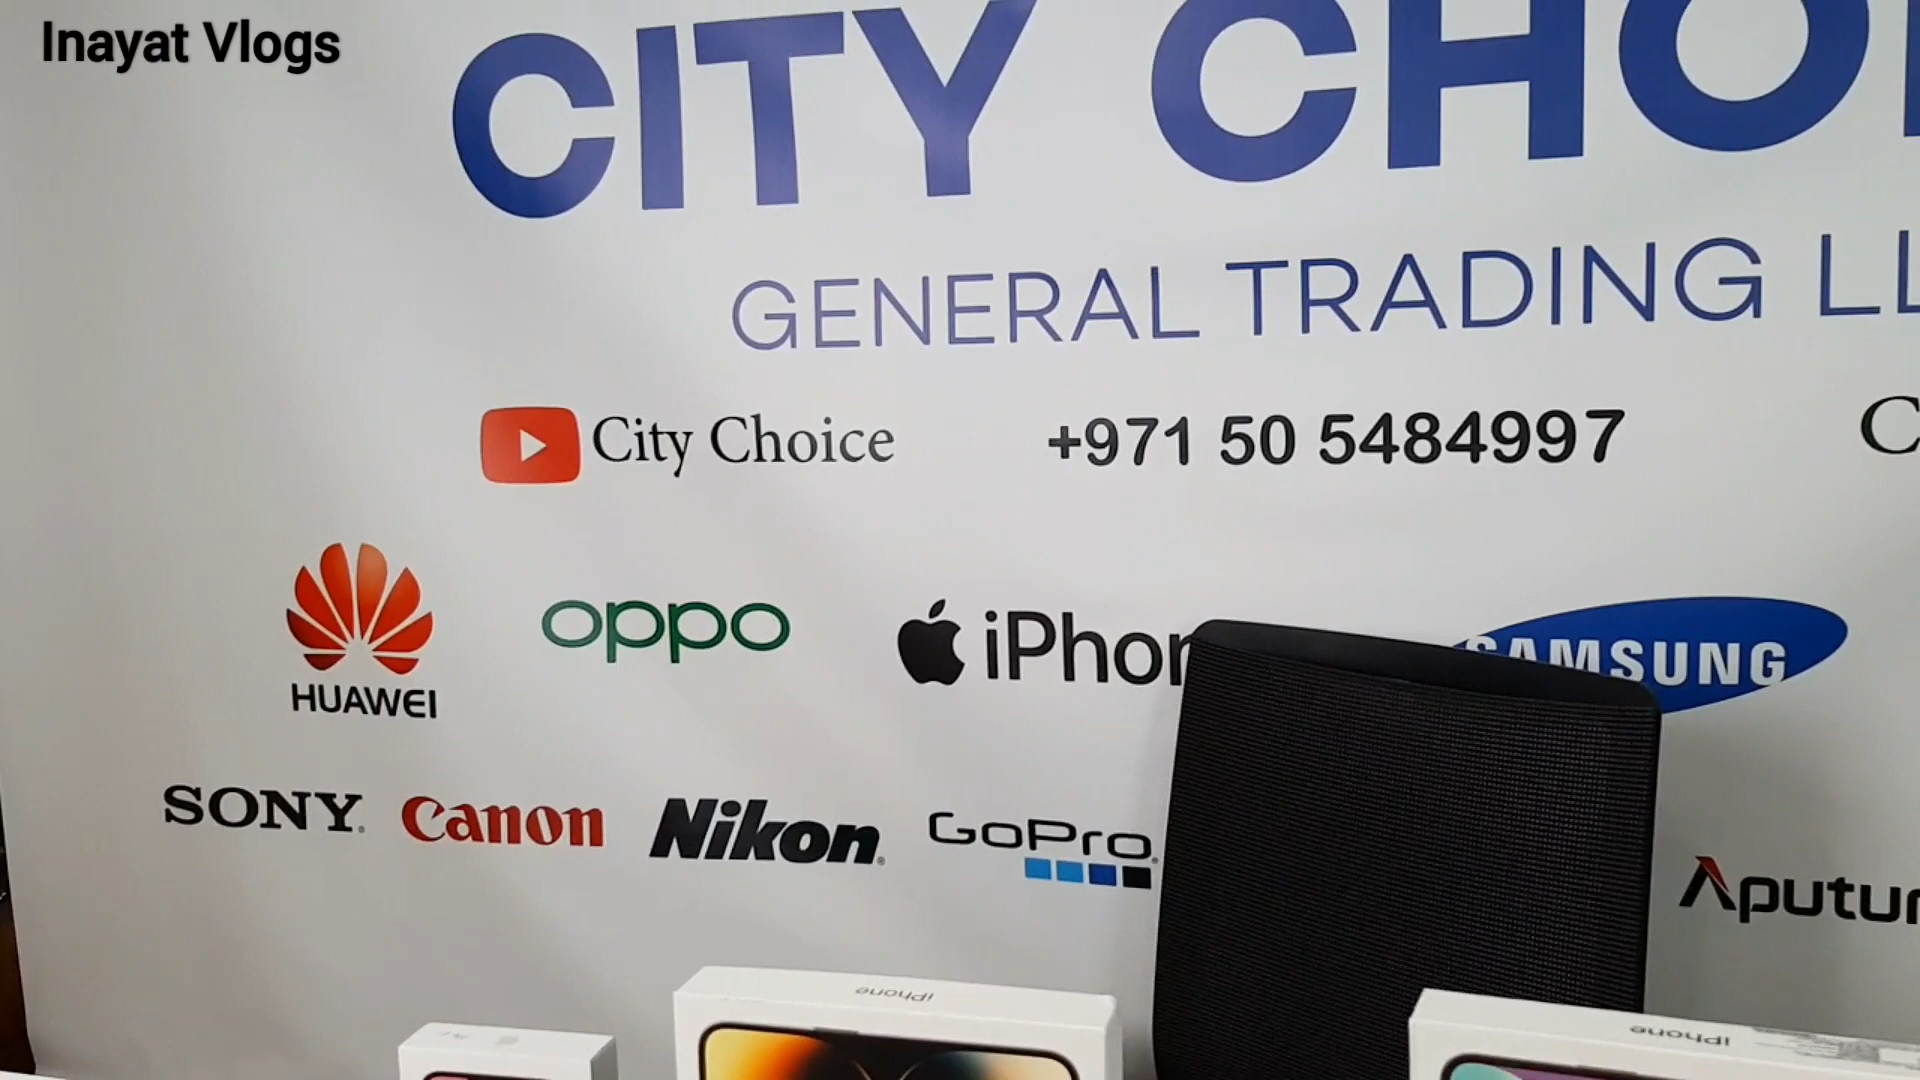 Inayat Vlogs
CITY CHO
GENERAL TRADING LL
City Choice +971 50 5484997 C
HUAWEI oppo iPhon SAMSUNG
SONY Canon Nikon GoPro Aputur
iPhone
iPhone